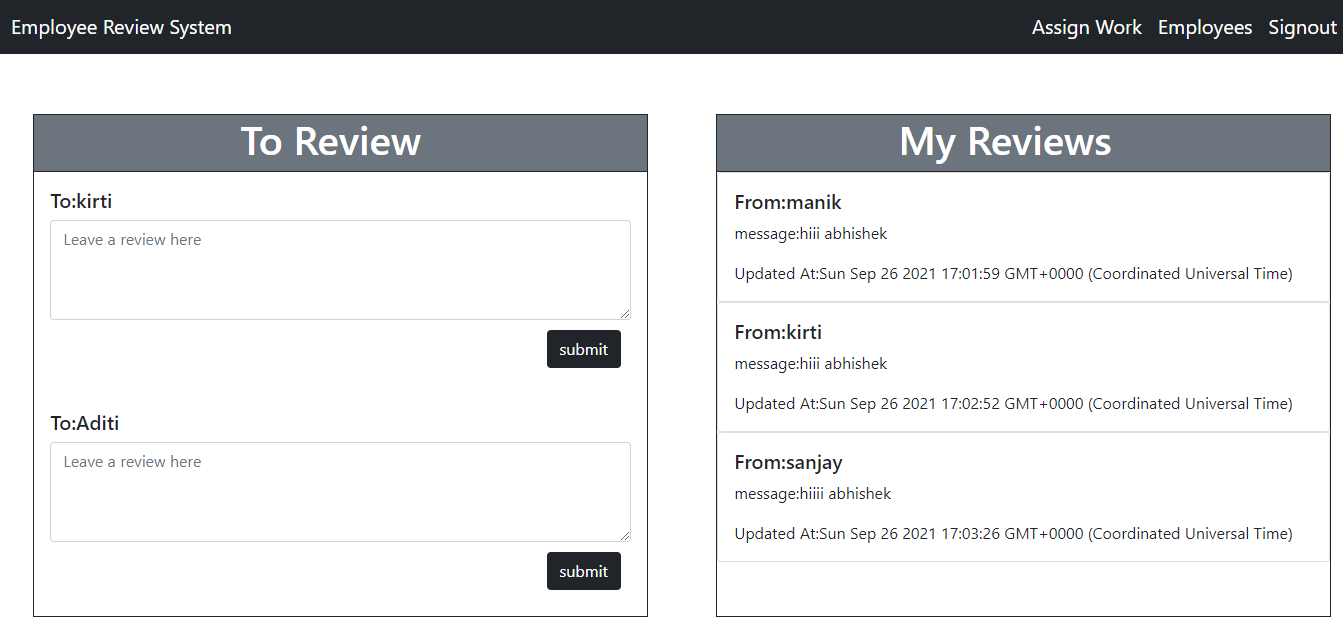 Employee Review System
Assign Work Employees Signout
To Review
To:kirti
Leave a review here
submit
To:Aditi
Leave a review here
submit
My Reviews
From:manik
message:hiii abhishek
Updated At:Sun Sep 26 2021 17:01:59 GMT+0000 (Coordinated Universal Time)
From:kirti
message:hiii abhishek
Updated At:Sun Sep 26 2021 17:02:52 GMT+0000 (Coordinated Universal Time)
From:sanjay
message:hiiii abhishek
Updated At:Sun Sep 26 2021 17:03:26 GMT+0000 (Coordinated Universal Time)